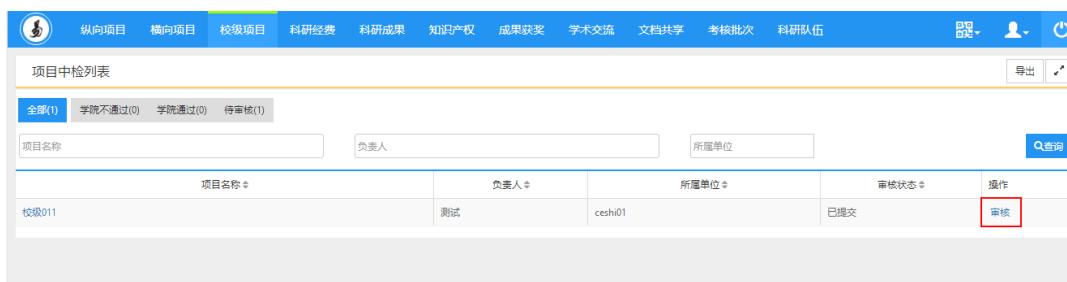 纵向项目 横向项目 校级项目 科研经费 科研成果 知识产权 成果获奖 学术交流 文档共享 考核批次 科研队伍
项目中检列表 导出
全部(1) 学院不通过(0) 学院通过(0) 待审核(1)
项目名称 负责人 所属单位 查询
项目名称 负责人 所属单位 审核状态 操作
校级011 测试 ceshi01 已提交 审核